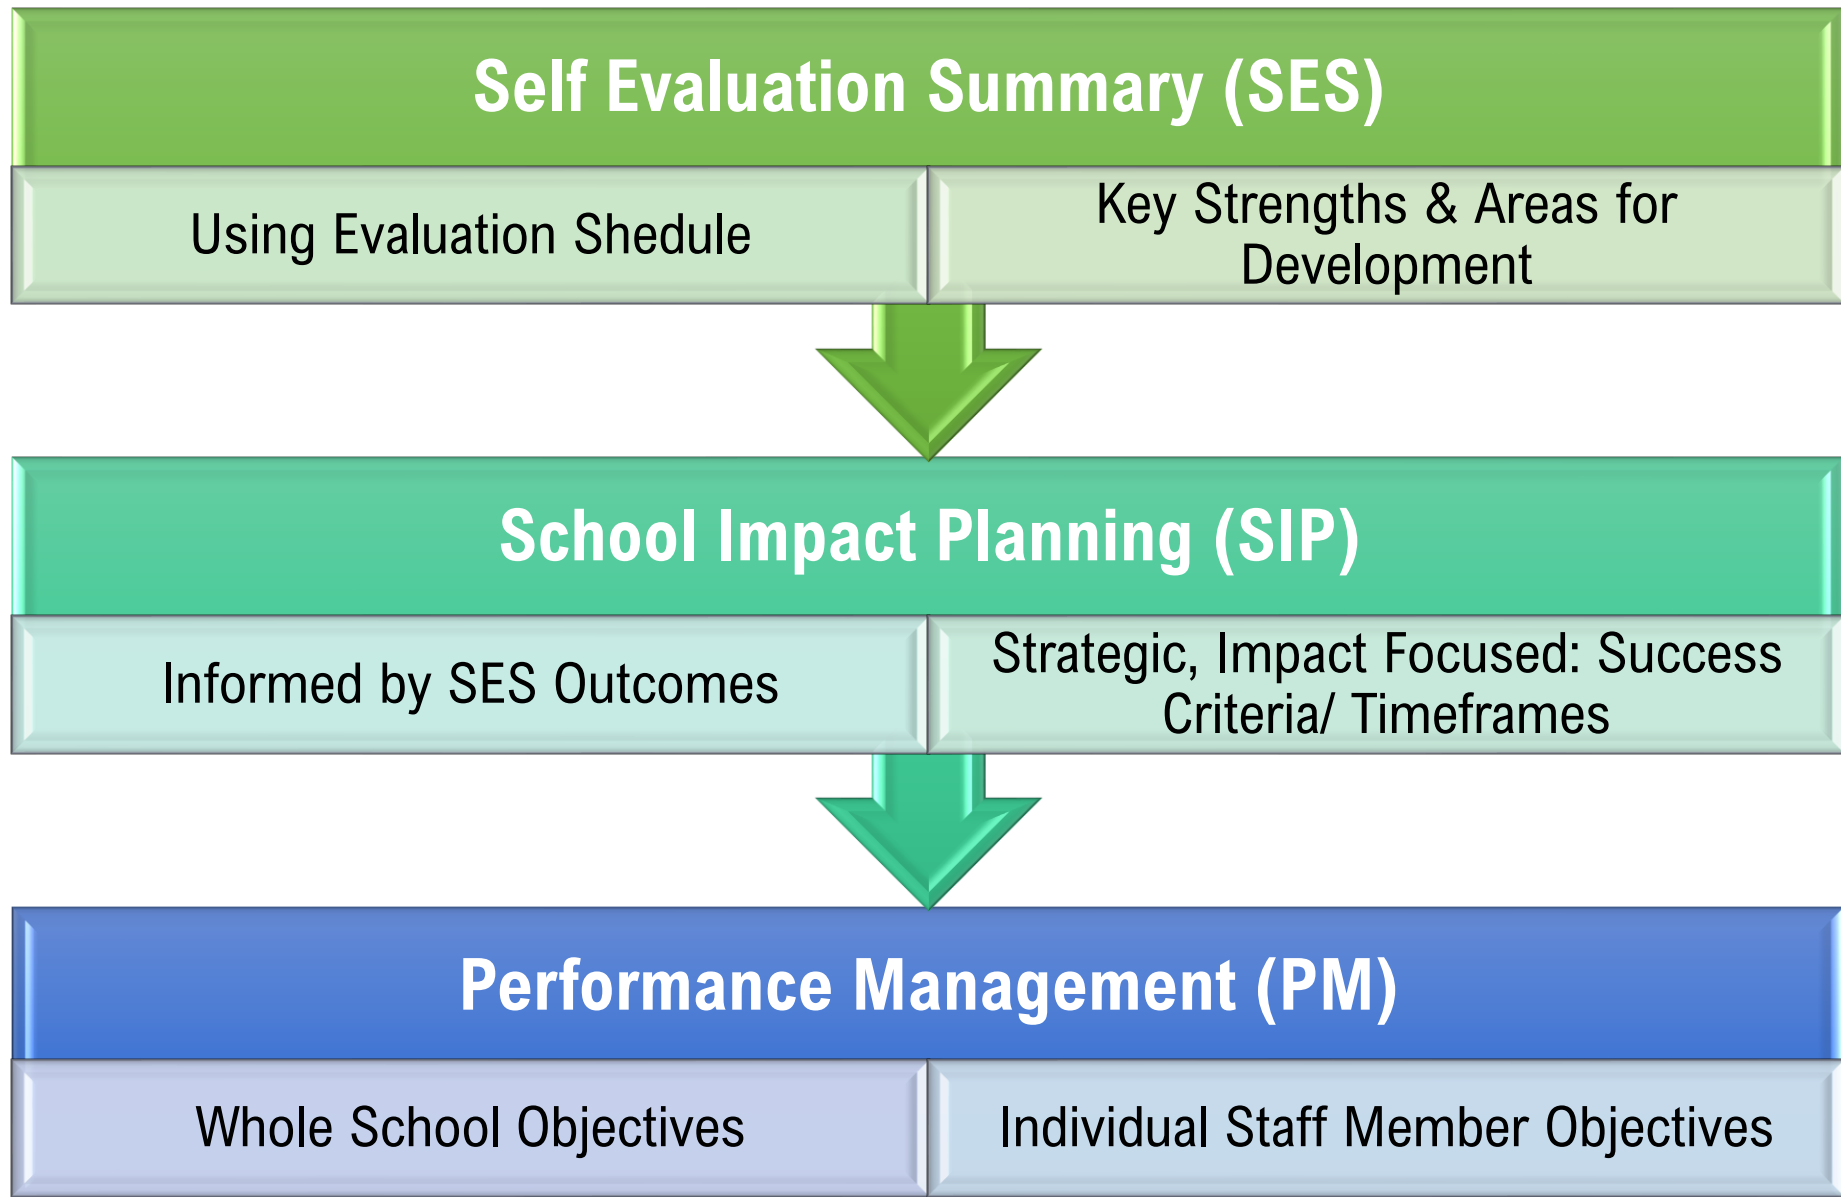 Self Evaluation Summary (SES)
Using Evaluation Shedule
Key Strengths & Areas for
Development
School Impact Planning (SIP)
Informed by SES Outcomes
Strategic, Impact Focused: Success
Criteria/ Timeframes
Performance Management (PM)
Whole School Objectives
Individual Staff Member Objectives